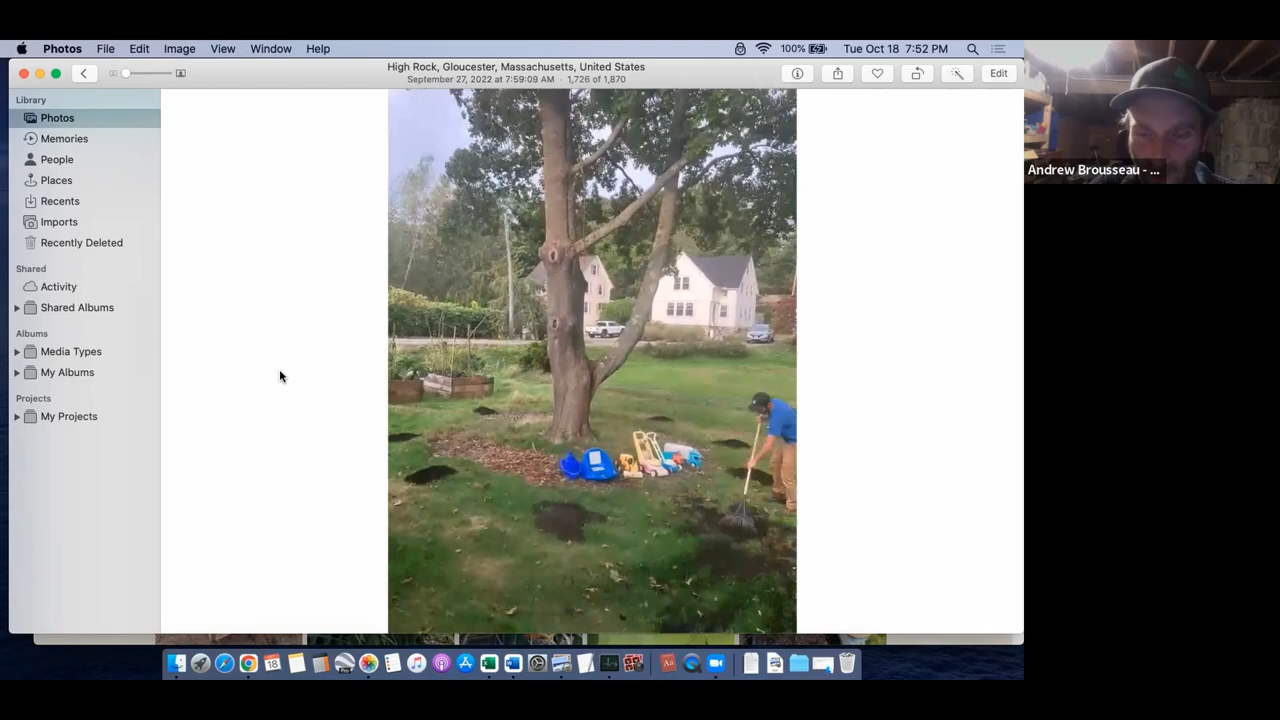 Photos File Edit Image View Window Help 100% Tue Oct 18 7:52 PM
High Rock, Gloucester, Massachusetts, United States
September 27, 2022 at 7:59:09 AM · 1,726 of 1,870
Edit
Library
Photos
Memories
People
Places
Recents
Imports
Recently Deleted
Shared
Activity
Shared Albums
Albums
Media Types
My Albums
Projects
My Projects
Andrew Brousseau - ...
18